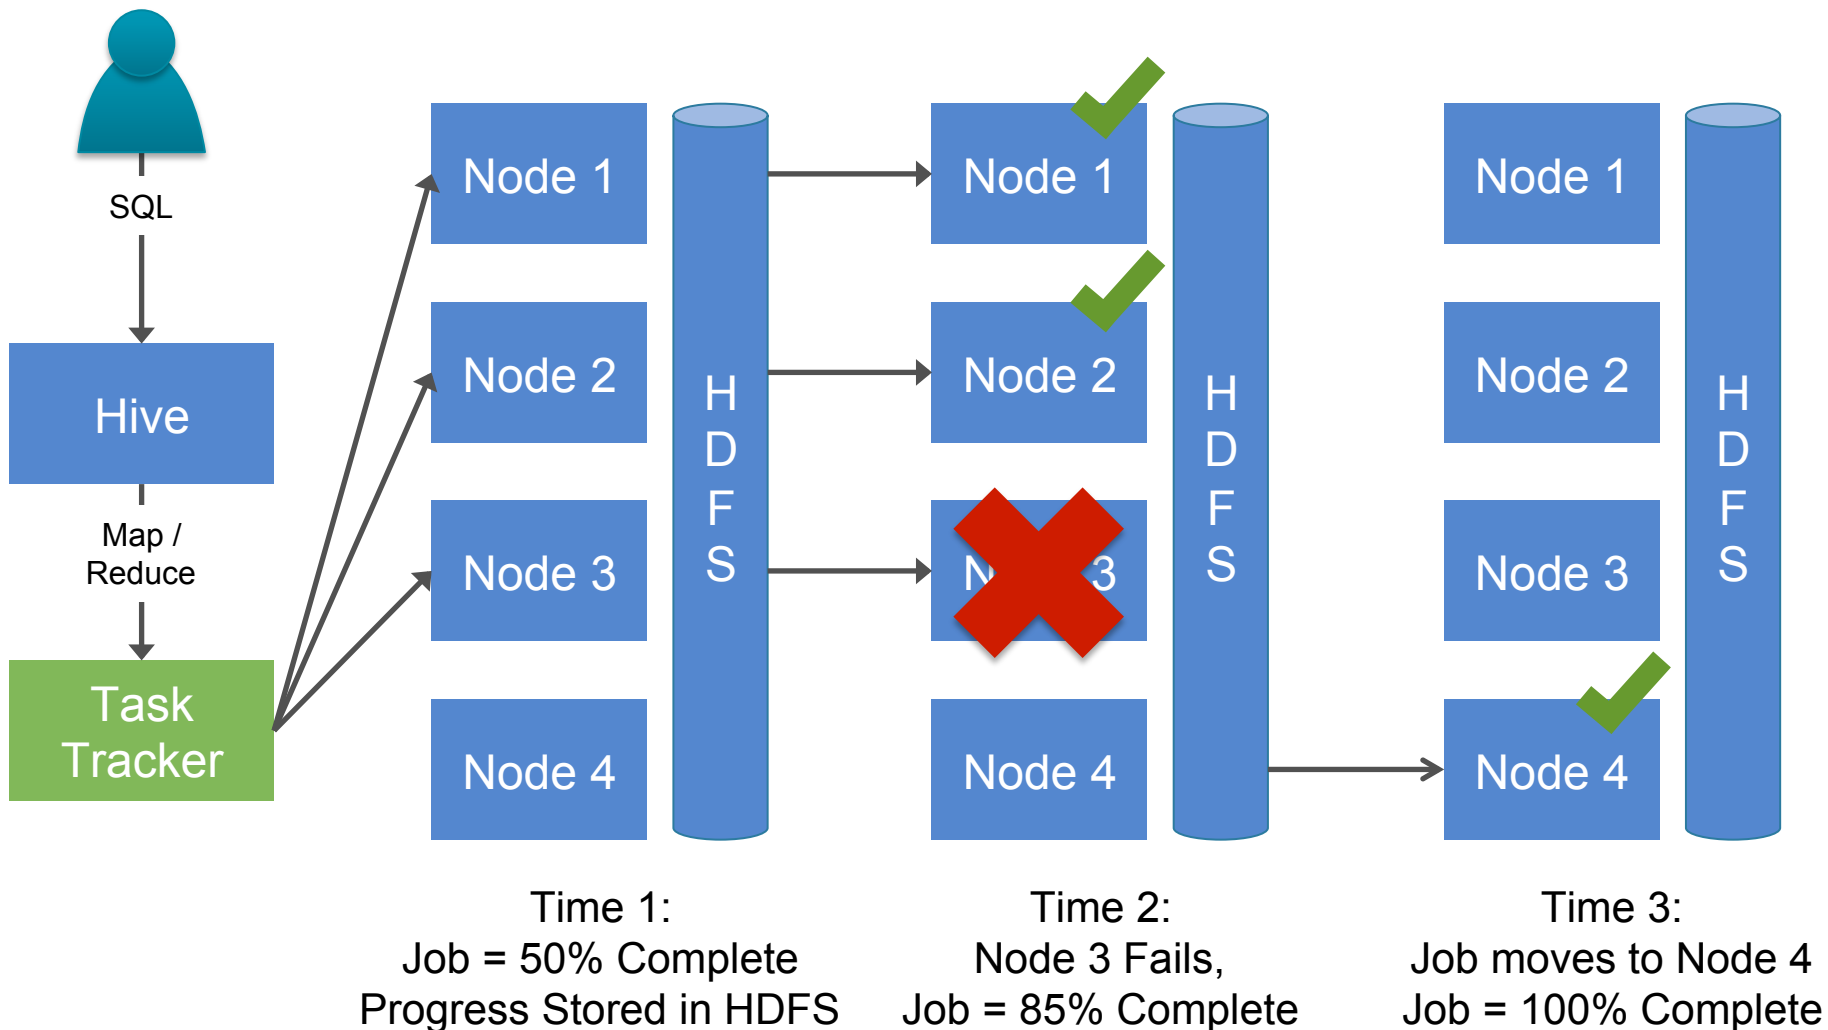 SQL
Hive
Map /
Reduce
Task
Tracker
Node 1
Node 2
Node 3
Node 4
H
D
F
S
Time 1:
Job = 50% Complete
Progress Stored in HDFS
Node 1
Node 2
N 3
Node 4
H
D
F
S
Time 2:
Node 3 Fails,
Job = 85% Complete
Node 1
Node 2
Node 3
Node 4
H
D
F
S
Time 3:
Job moves to Node 4
Job = 100% Complete